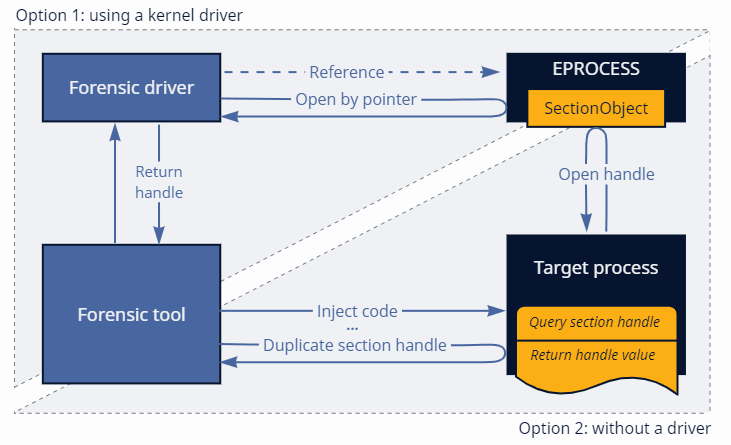 Option 1: using a kernel driver
Forensic driver
Reference
EPROCESS
Open by pointer
SectionObject
Return
handle
Open handle
Forensic tool
Target process
Inject code
...
Query section handle
Duplicate section handle
Return handle value
Option 2: without a driver